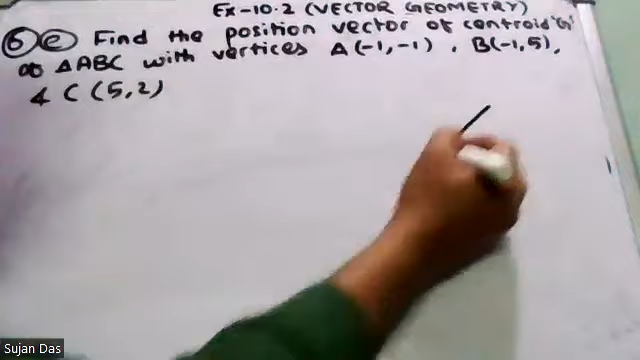 EX-10.2 (VECTOR GEOMETRY)
6 e Find the position vector of centroid 'G'
of ∆ABC with vertices A(-1,-1), B(-1,5),
& C(5,2)
Sujan Das